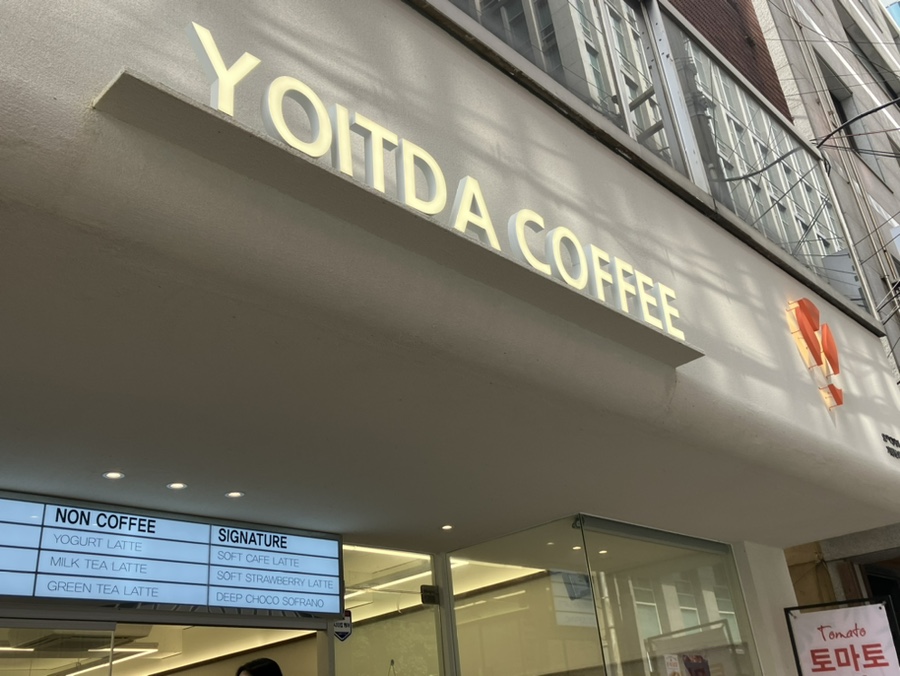 YOITDA COFFEE
NON COFFEE
YOGURT LATTE
MILK TEA LATTE
GREEN TEA LATTE
SIGNATURE
SOFT CAFE LATTE
SOFT STRAWBERRY LATTE
DEEP CHOCO SOFRANO
Tomato
토마토